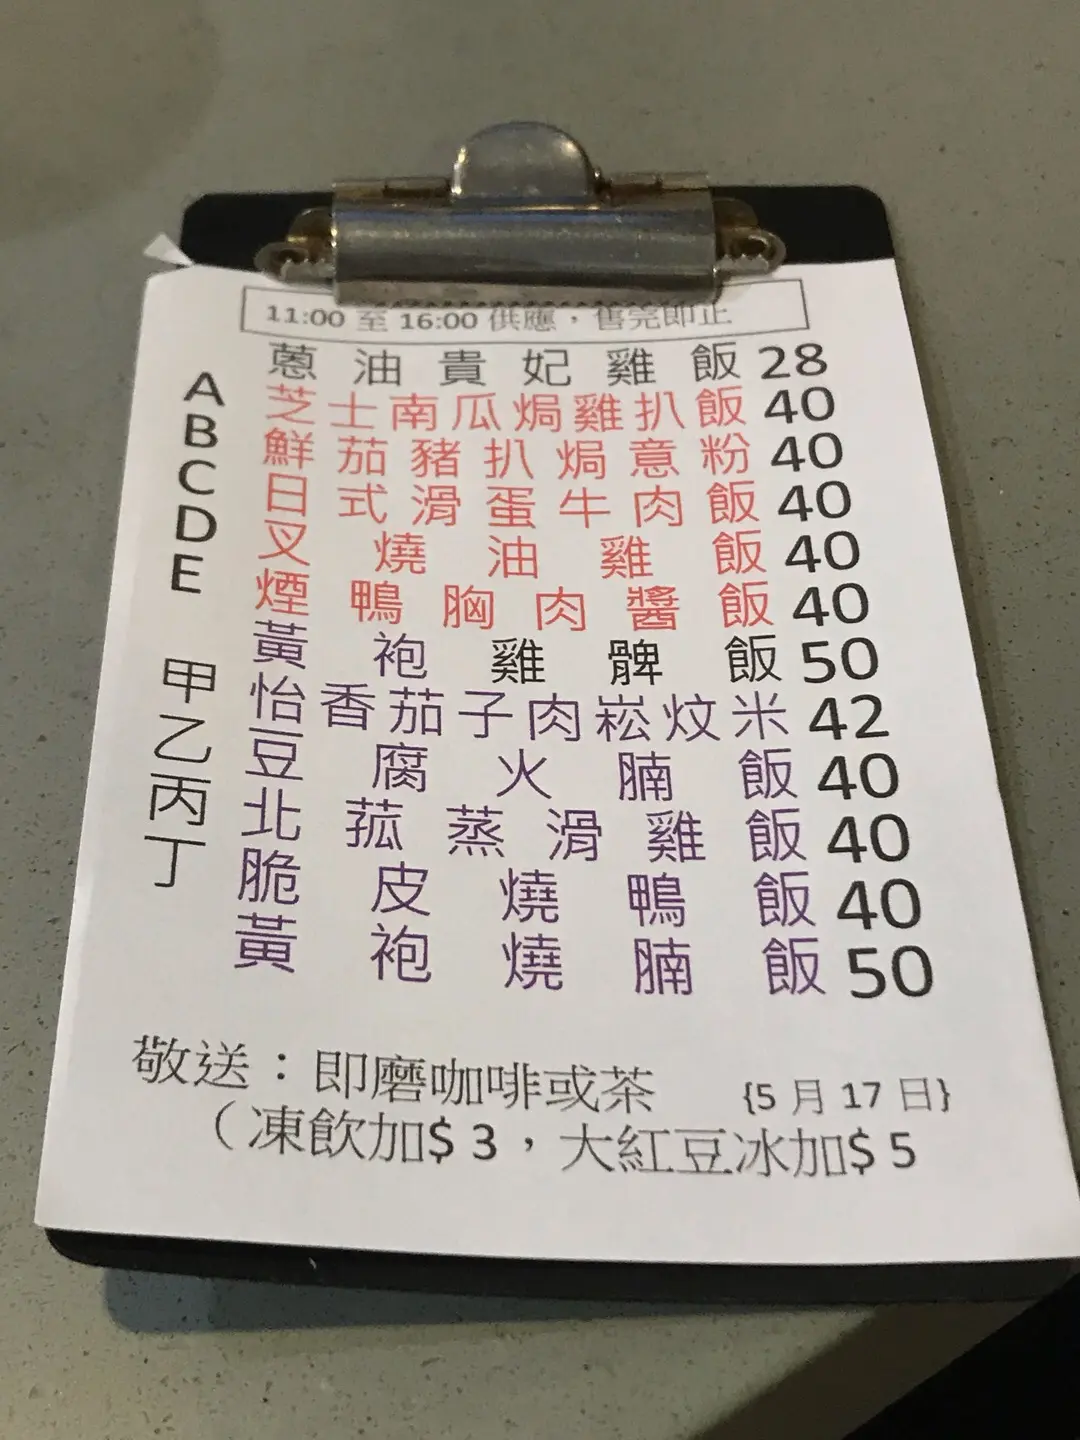 11:00 至 16:00 供應，售完即止
蔥油貴妃雞飯 28
A 芝士南瓜焗雞扒飯 40
B 鮮茄豬扒焗意粉 40
C 日式滑蛋牛肉飯 40
D 叉燒油雞飯 40
E 煙鴨胸肉醬飯 40
黃袍雞髀飯 50
甲 怡香茄子肉崧炆米 42
乙 豆腐火腩飯 40
丙 北菰蒸滑雞飯 40
丁 脆皮燒鴨飯 40
黃袍燒腩飯 50
敬送：即磨咖啡或茶 {5 月 17 日}
（凍飲加$ 3，大紅豆冰加$ 5